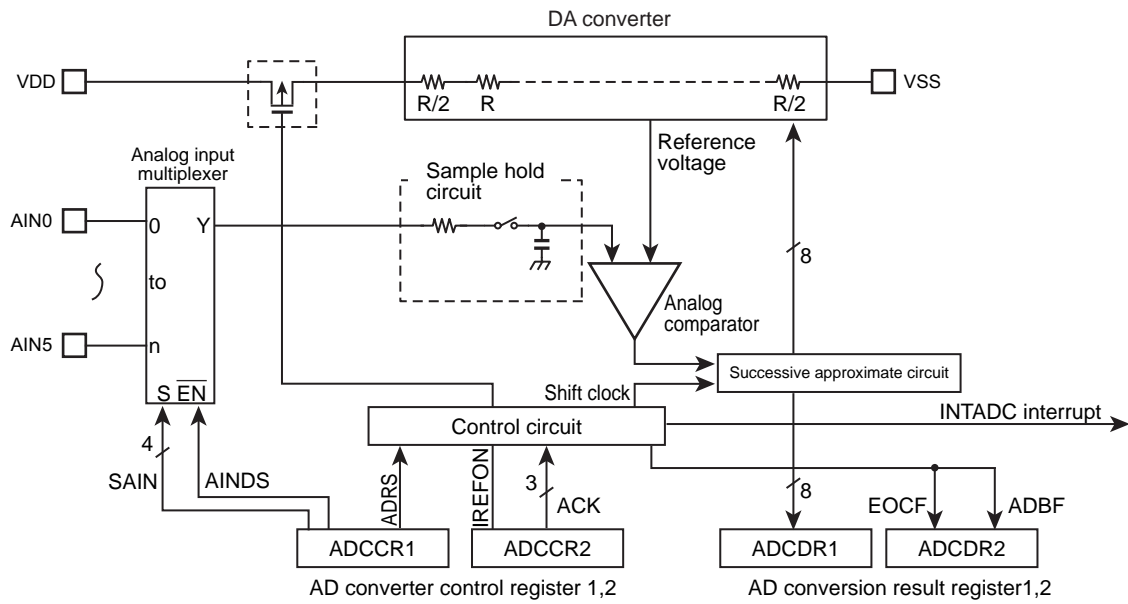 DA converter
VDD
R/2
R
R/2
VSS
Reference
voltage
Analog input
multiplexer
Sample hold
circuit
AIN0
0
Y
to
8
Analog
comparator
AIN5
n
S EN
Successive approximate circuit
Shift clock
INTADC interrupt
Control circuit
4
SAIN
AINDS
ADRS
IREFON
3
ACK
8
EOCF
ADBF
ADCCR1
ADCCR2
ADCDR1
ADCDR2
AD converter control register 1,2
AD conversion result register1,2